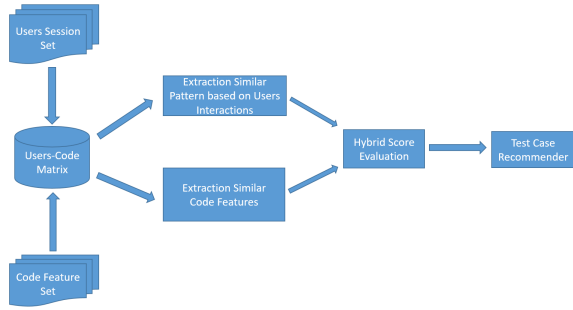 Users Session
Set
Users-Code
Matrix
Code Feature
Set
Extraction Similar
Pattern based on Users
Interactions
Extraction Similar
Code Features
Hybrid Score
Evaluation
Test Case
Recommender